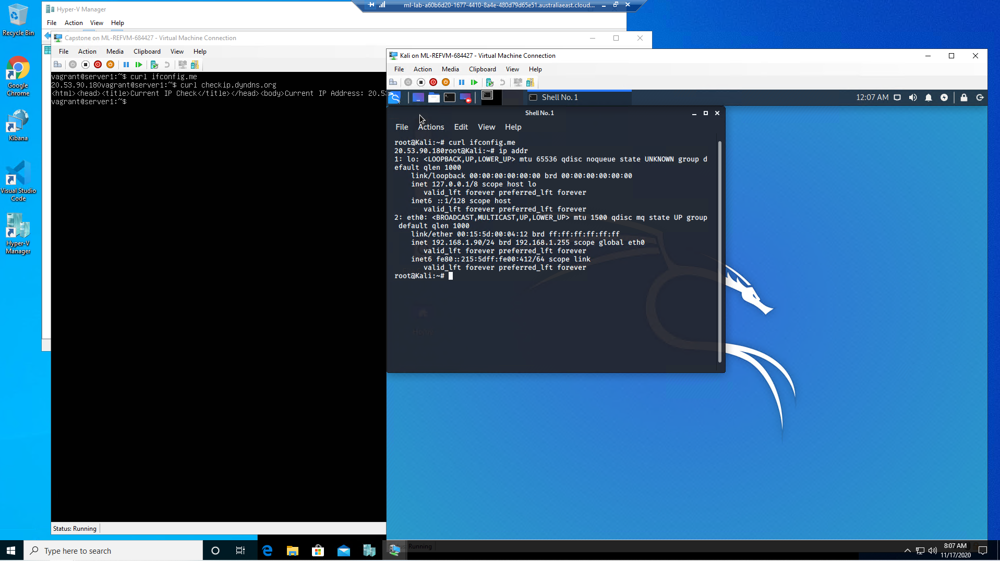 Hyper-V Manager
ml-lab-a60b6d20-1677-4410-8a4e-480d79d65e51.australiaeast.cloud...
File Action View Help
Recycle Bin
Google Chrome
Kibana
Visual Studio Code
Hyper-V Manager
Capstone on ML-REFVM-684427 - Virtual Machine Connection
File Action Media Clipboard View Help
vagrant@server1:~$ curl ifconfig.me
20.53.90.180vagrant@server1:~$ curl checkip.dyndns.org
<html><head><title>Current IP Check</title></head><body>Current IP Address: 20.53
vagrant@server1:~$
Status: Running
Kali on ML-REFVM-684427 - Virtual Machine Connection
File Action Media Clipboard View Help
Shell No. 1
12:07 AM
Shell No.1
File Actions Edit View Help
root@Kali:~# curl ifconfig.me
20.53.90.180root@Kali:~# ip addr
1: lo: <LOOPBACK,UP,LOWER_UP> mtu 65536 qdisc noqueue state UNKNOWN group d
efault qlen 1000
link/loopback 00:00:00:00:00:00 brd 00:00:00:00:00:00
inet 127.0.0.1/8 scope host lo
valid_lft forever preferred_lft forever
inet6 ::1/128 scope host
valid_lft forever preferred_lft forever
2: eth0: <BROADCAST,MULTICAST,UP,LOWER_UP> mtu 1500 qdisc mq state UP group
default qlen 1000
link/ether 00:15:5d:00:04:12 brd ff:ff:ff:ff:ff:ff
inet 192.168.1.90/24 brd 192.168.1.255 scope global eth0
valid_lft forever preferred_lft forever
inet6 fe80::215:5dff:fe00:412/64 scope link
valid_lft forever preferred_lft forever
root@Kali:~#
Home
Running
Type here to search
8:07 AM
11/17/2020